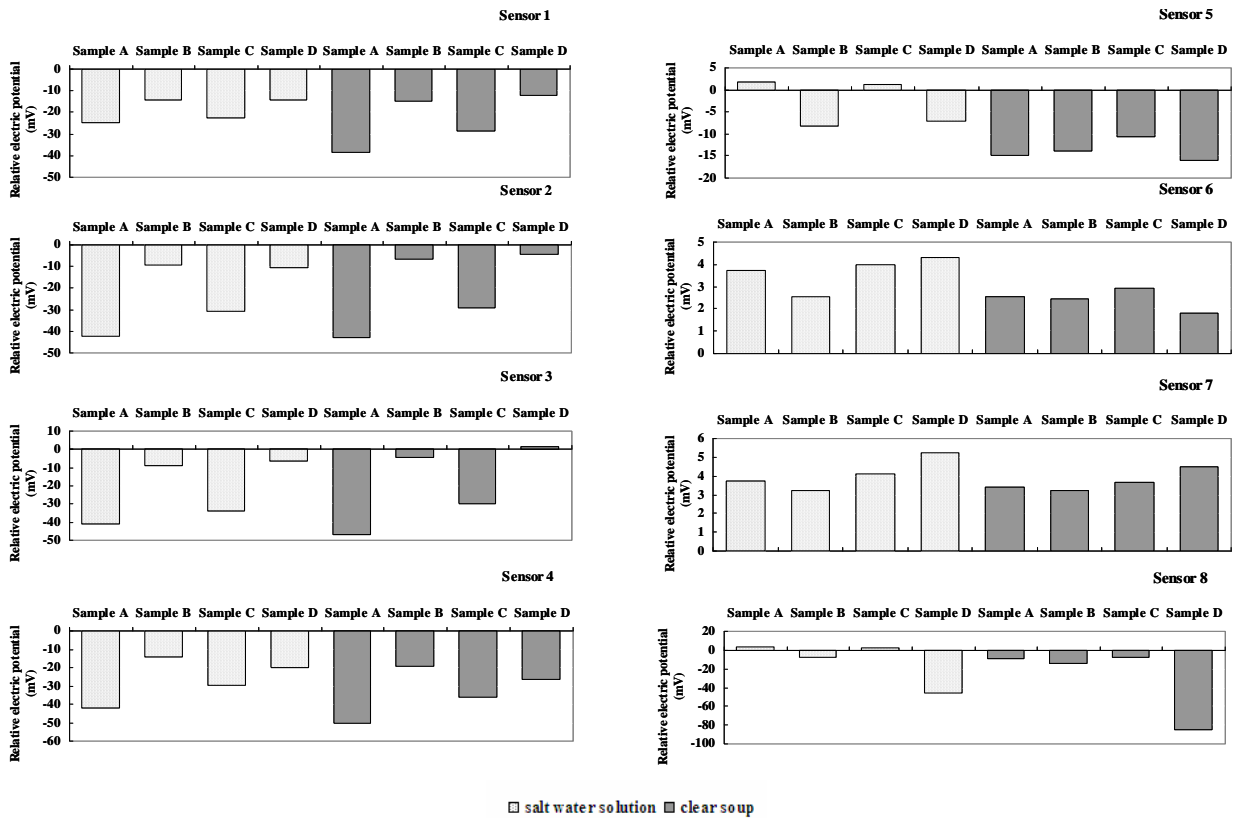 Sensor 1
Sample A Sample B Sample C Sample D Sample A Sample B Sample C Sample D
Relative electric potential
(mV)
0
-10
-20
-30
-40
-50
Sensor 2
Sample A Sample B Sample C Sample D Sample A Sample B Sample C Sample D
Relative electric potential
(mV)
0
-10
-20
-30
-40
-50
Sensor 3
Sample A Sample B Sample C Sample D Sample A Sample B Sample C Sample D
Relative electric potential
(mV)
10
0
-10
-20
-30
-40
-50
Sensor 4
Sample A Sample B Sample C Sample D Sample A Sample B Sample C Sample D
Relative electric potential
(mV)
0
-10
-20
-30
-40
-50
-60
Sensor 5
Sample A Sample B Sample C Sample D Sample A Sample B Sample C Sample D
Relative electric potential
(mV)
5
0
-5
-10
-15
-20
Sensor 6
Sample A Sample B Sample C Sample D Sample A Sample B Sample C Sample D
Relative electric potential
(mV)
5
4
3
2
1
0
Sensor 7
Sample A Sample B Sample C Sample D Sample A Sample B Sample C Sample D
Relative electric potential
(mV)
6
5
4
3
2
1
0
Sensor 8
Sample A Sample B Sample C Sample D Sample A Sample B Sample C Sample D
Relative electric potential
(mV)
20
0
-20
-40
-60
-80
-100
salt water solution clear soup